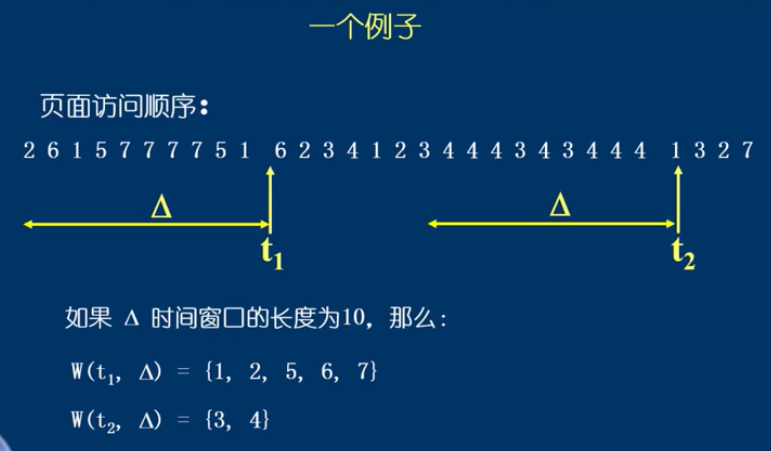 一个例子
页面访问顺序：
2 6 1 5 7 7 7 7 5 1 6 2 3 4 1 2 3 4 4 4 3 4 3 4 4 4 1 3 2 7
Δ Δ
t₁ t₂
如果 Δ 时间窗口的长度为10，那么：
W(t₁, Δ) = {1, 2, 5, 6, 7}
W(t₂, Δ) = {3, 4}